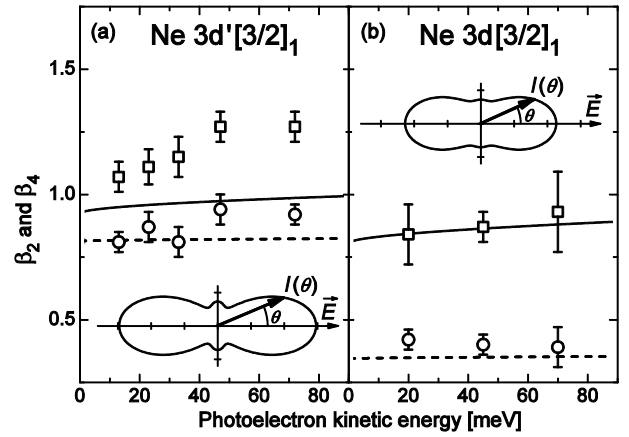 (a) Ne 3d'[3/2]₁
(b) Ne 3d[3/2]₁
1.5
1.0
0.5
β₂ and β₄
I(θ)
θ
E⃗
I(θ)
θ
E⃗
0 20 40 60 80
0 20 40 60 80
Photoelectron kinetic energy [meV]